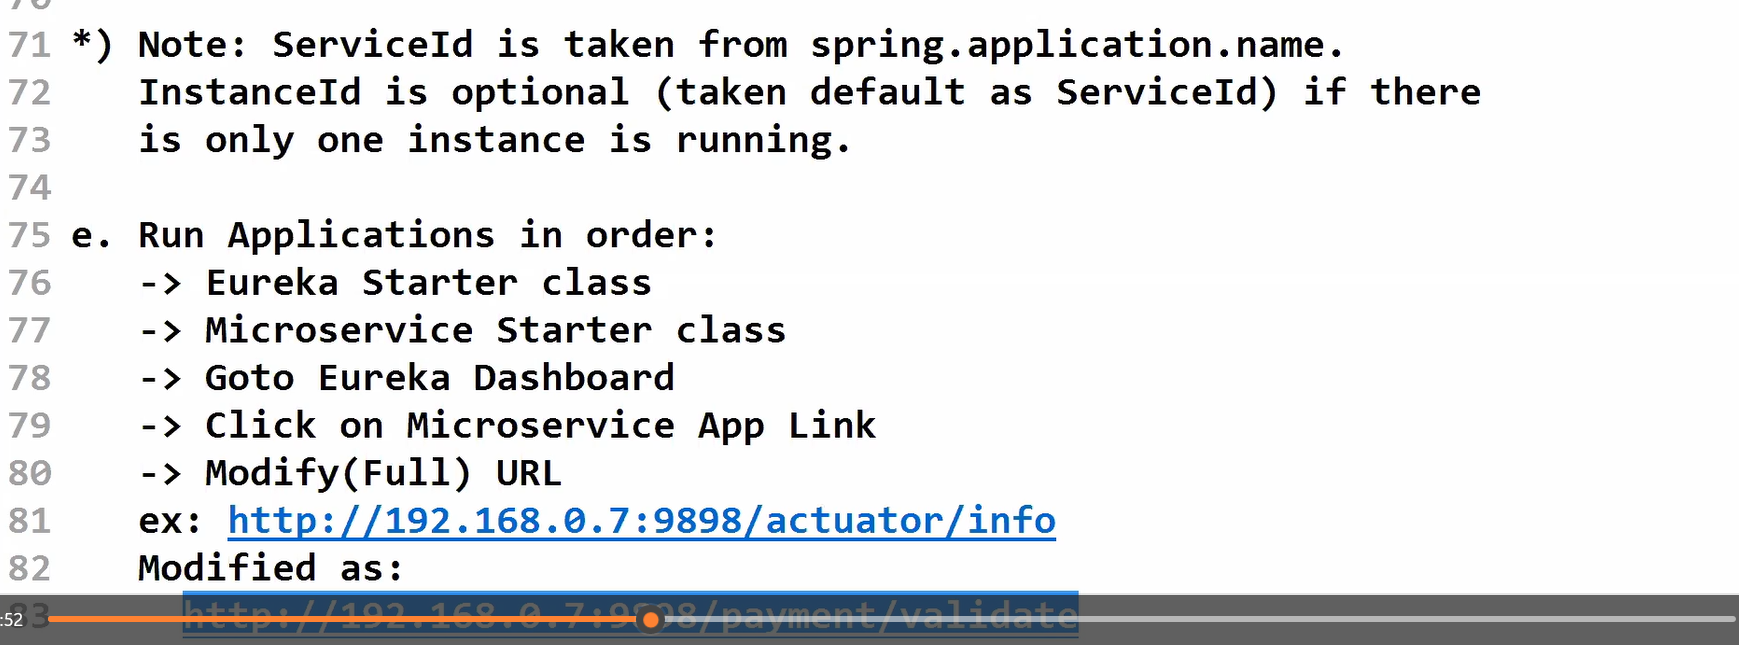 71 *) Note: ServiceId is taken from spring.application.name.
72 InstanceId is optional (taken default as ServiceId) if there
73 is only one instance is running.
74
75 e. Run Applications in order:
76 -> Eureka Starter class
77 -> Microservice Starter class
78 -> Goto Eureka Dashboard
79 -> Click on Microservice App Link
80 -> Modify(Full) URL
81 ex: http://192.168.0.7:9898/actuator/info
82 Modified as:
83 http://192.168.0.7:9898/payment/validate
:52